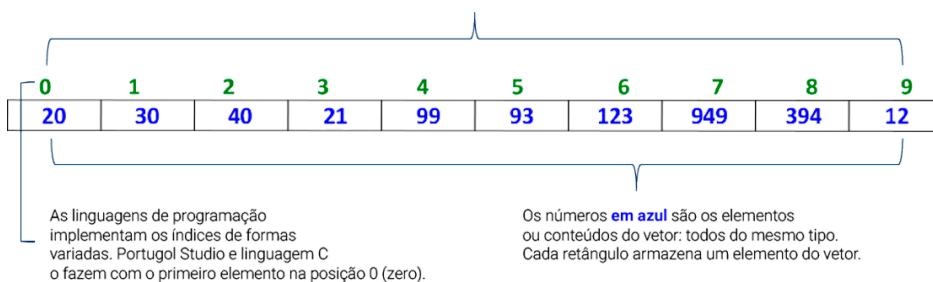 0 1 2 3 4 5 6 7 8 9
20 30 40 21 99 93 123 949 394 12
As linguagens de programação
implementam os índices de formas
variadas. Portugol Studio e linguagem C
o fazem com o primeiro elemento na posição 0 (zero).
Os números em azul são os elementos
ou conteúdos do vetor: todos do mesmo tipo.
Cada retângulo armazena um elemento do vetor.